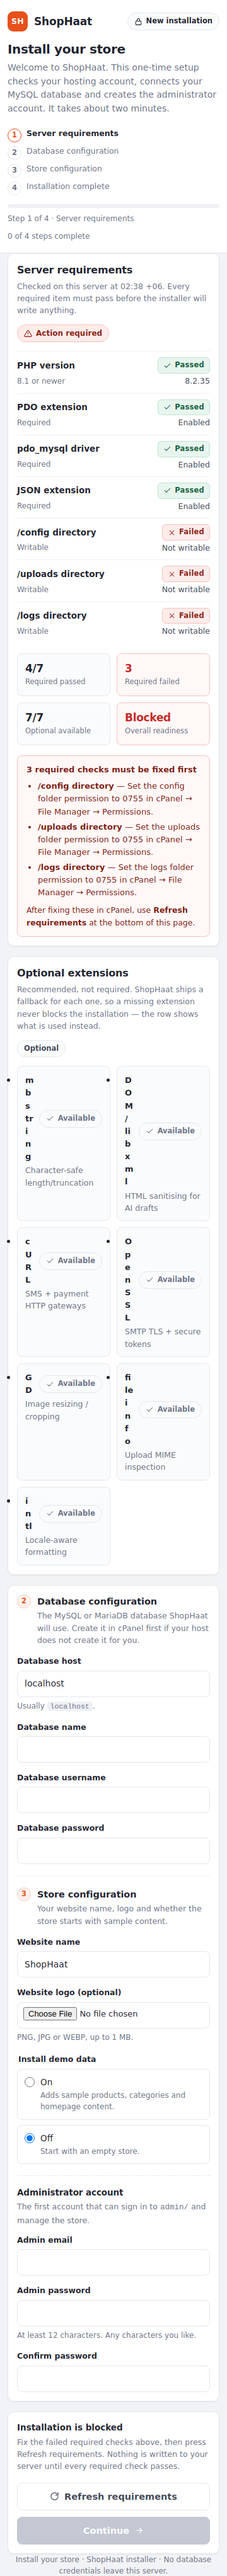 SH ShopHaat New installation
Install your store
Welcome to ShopHaat. This one-time setup
checks your hosting account, connects your
MySQL database and creates the administrator
account. It takes about two minutes.
1 Server requirements
2 Database configuration
3 Store configuration
4 Installation complete
Step 1 of 4 · Server requirements
0 of 4 steps complete
Server requirements
Checked on this server at 02:38 +06. Every
required item must pass before the installer will
write anything.
Action required
PHP version Passed
8.1 or newer 8.2.35
PDO extension Passed
Required Enabled
pdo_mysql driver Passed
Required Enabled
JSON extension Passed
Required Enabled
/config directory Failed
Writable Not writable
/uploads directory Failed
Writable Not writable
/logs directory Failed
Writable Not writable
4/7 3
Required passed Required failed
7/7 Blocked
Optional available Overall readiness
3 required checks must be fixed first
• /config directory — Set the config
folder permission to 0755 in cPanel →
File Manager → Permissions.
• /uploads directory — Set the uploads
folder permission to 0755 in cPanel →
File Manager → Permissions.
• /logs directory — Set the logs folder
permission to 0755 in cPanel → File
Manager → Permissions.
After fixing these in cPanel, use Refresh
requirements at the bottom of this page.
Optional extensions
Recommended, not required. ShopHaat ships a
fallback for each one, so a missing extension
never blocks the installation — the row shows
what is used instead.
Optional
• mbstring Available
Character-safe
length/truncation
• DOM/libxml Available
HTML sanitising for
AI drafts
• cURL Available
SMS + payment
HTTP gateways
• OpenSSL Available
SMTP TLS + secure
tokens
• GD Available
Image resizing /
cropping
• fileinfo Available
Upload MIME
inspection
• intl Available
Locale-aware
formatting
2 Database configuration
The MySQL or MariaDB database ShopHaat
will use. Create it in cPanel first if your host
does not create it for you.
Database host
localhost
Usually localhost.
Database name
Database username
Database password
3 Store configuration
Your website name, logo and whether the
store starts with sample content.
Website name
ShopHaat
Website logo (optional)
Choose File No file chosen
PNG, JPG or WEBP, up to 1 MB.
Install demo data
On
Adds sample products, categories and
homepage content.
Off
Start with an empty store.
Administrator account
The first account that can sign in to admin/ and
manage the store.
Admin email
Admin password
At least 12 characters. Any characters you like.
Confirm password
Installation is blocked
Fix the failed required checks above, then press
Refresh requirements. Nothing is written to your
server until every required check passes.
Refresh requirements
Continue →
Install your store · ShopHaat installer · No database
credentials leave this server.